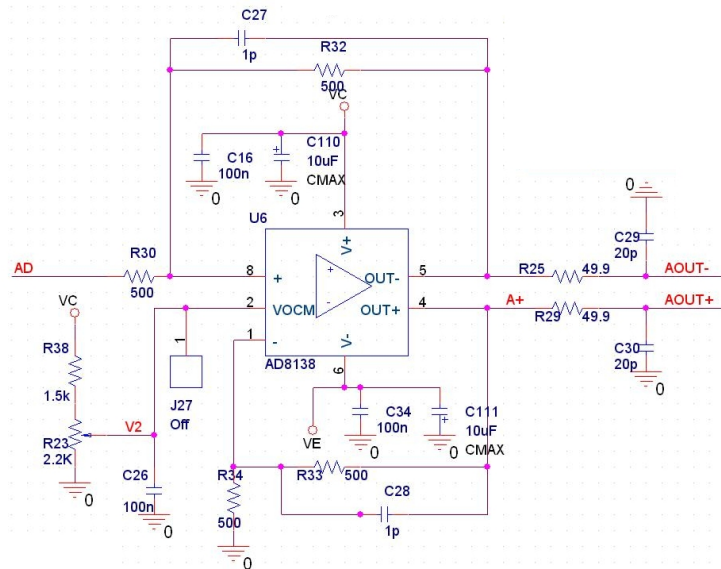 C27
1p
R32
500
VC
C16
100n
C110
10uF
CMAX
0
0
U6
3
V+
AD
R30
500
8
+
OUT-
5
2
VOCM
OUT+
4
1
-
V-
6
AD8138
+
-
0
C29
20p
R25
49.9
AOUT-
A+
R29
49.9
AOUT+
C30
20p
0
VC
R38
1.5k
R23
2.2K
0
V2
1
J27
Off
C26
100n
0
VE
C34
100n
0
C111
10uF
CMAX
0
R34
500
0
R33
500
C28
1p